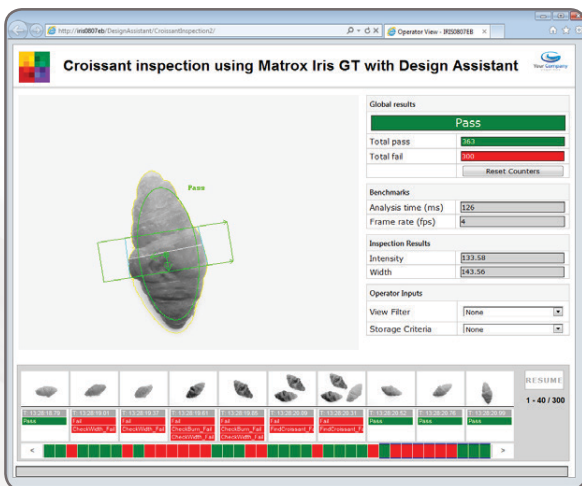 http://iris0807eb/DesignAssistant/CroissantInspection2/
Operator View - IRIS0807EB
Croissant inspection using Matrox Iris GT with Design Assistant
Your Company
Global results
Pass
Total pass 363
Total fail 300
Reset Counters
Benchmarks
Analysis time (ms) 126
Frame rate (fps) 4
Inspection Results
Intensity 133.58
Width 143.56
Operator Inputs
View Filter None
Storage Criteria None
Pass
RESUME
1 - 40 / 300
Pass Fail Fail Fail Fail Fail Fail Pass Pass Pass
CheckWidth_Fail CheckWidth_Fail CheckBurn_Fail CheckBurn_Fail FindCroissant_F FindCroissant_F
CheckWidth_Fail CheckWidth_Fail
< >